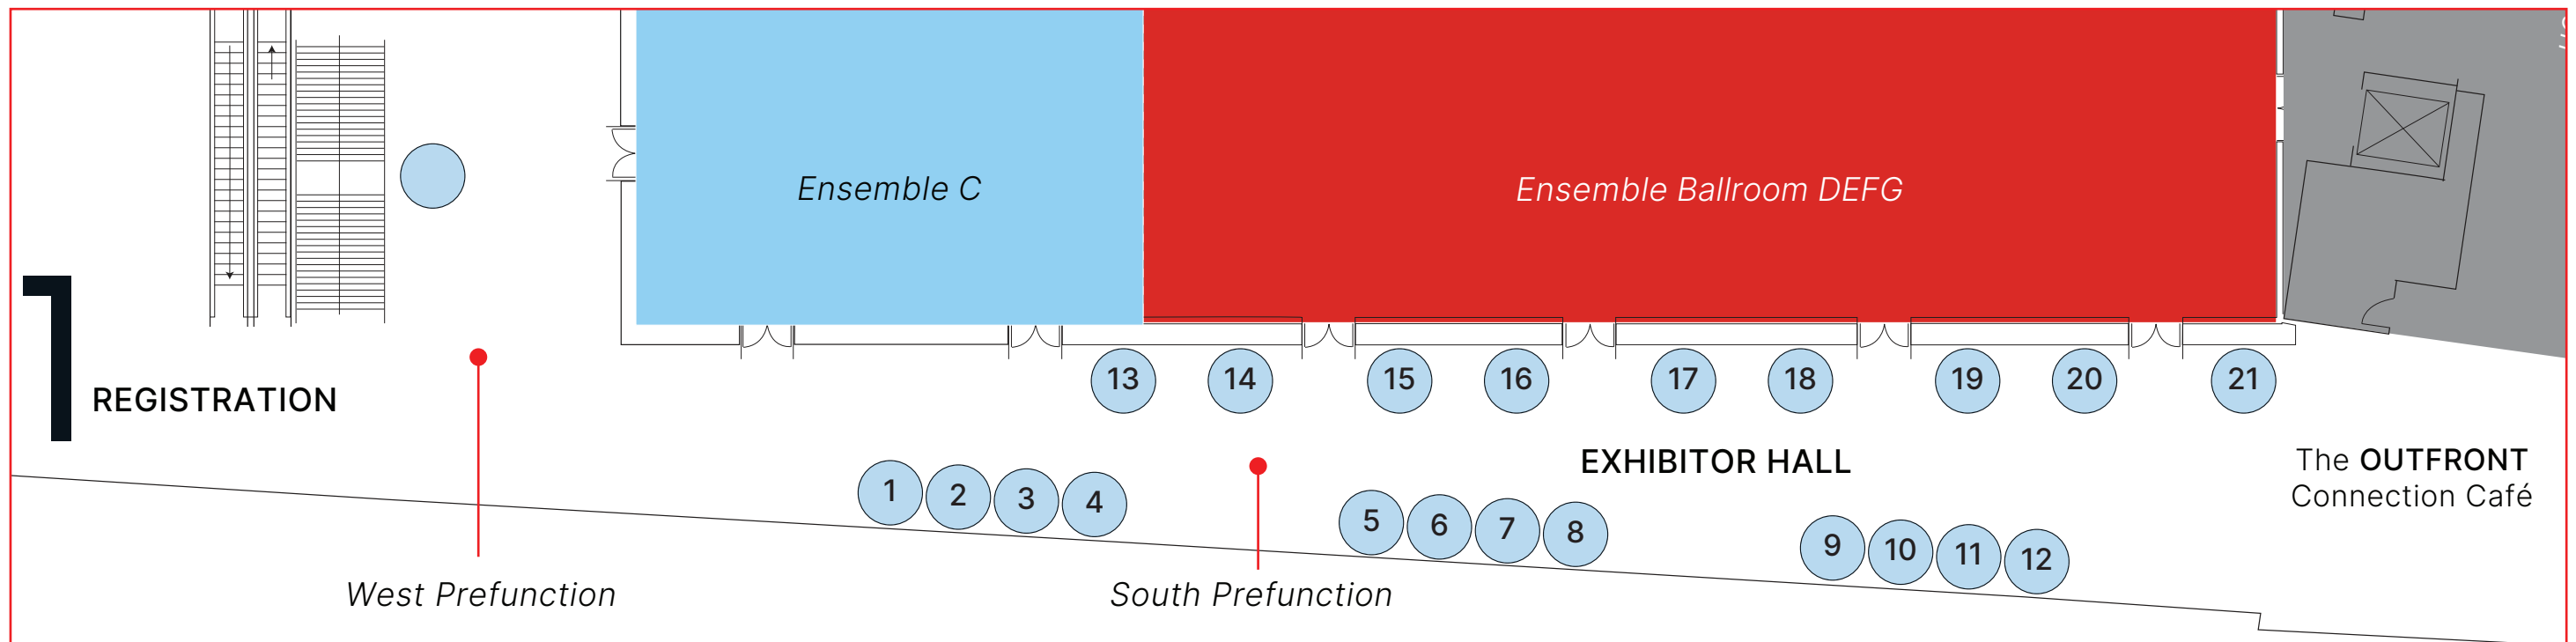 Ensemble C
Ensemble Ballroom DEFG
1
REGISTRATION
13 14 15 16 17 18 19 20 21
EXHIBITOR HALL
The OUTFRONT
Connection Café
1 2 3 4
5 6 7 8
9 10 11 12
West Prefunction
South Prefunction